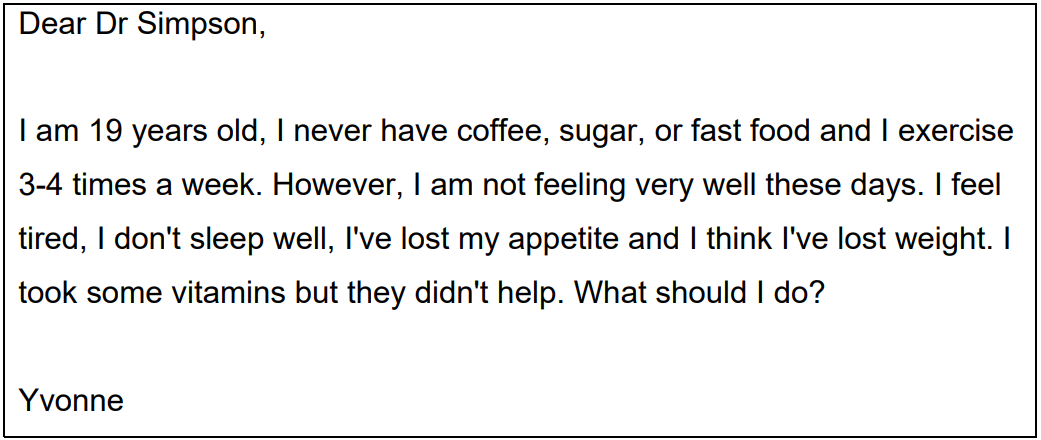 Dear Dr Simpson,
I am 19 years old, I never have coffee, sugar, or fast food and I exercise
3-4 times a week. However, I am not feeling very well these days. I feel
tired, I don't sleep well, I've lost my appetite and I think I've lost weight. I
took some vitamins but they didn't help. What should I do?
Yvonne